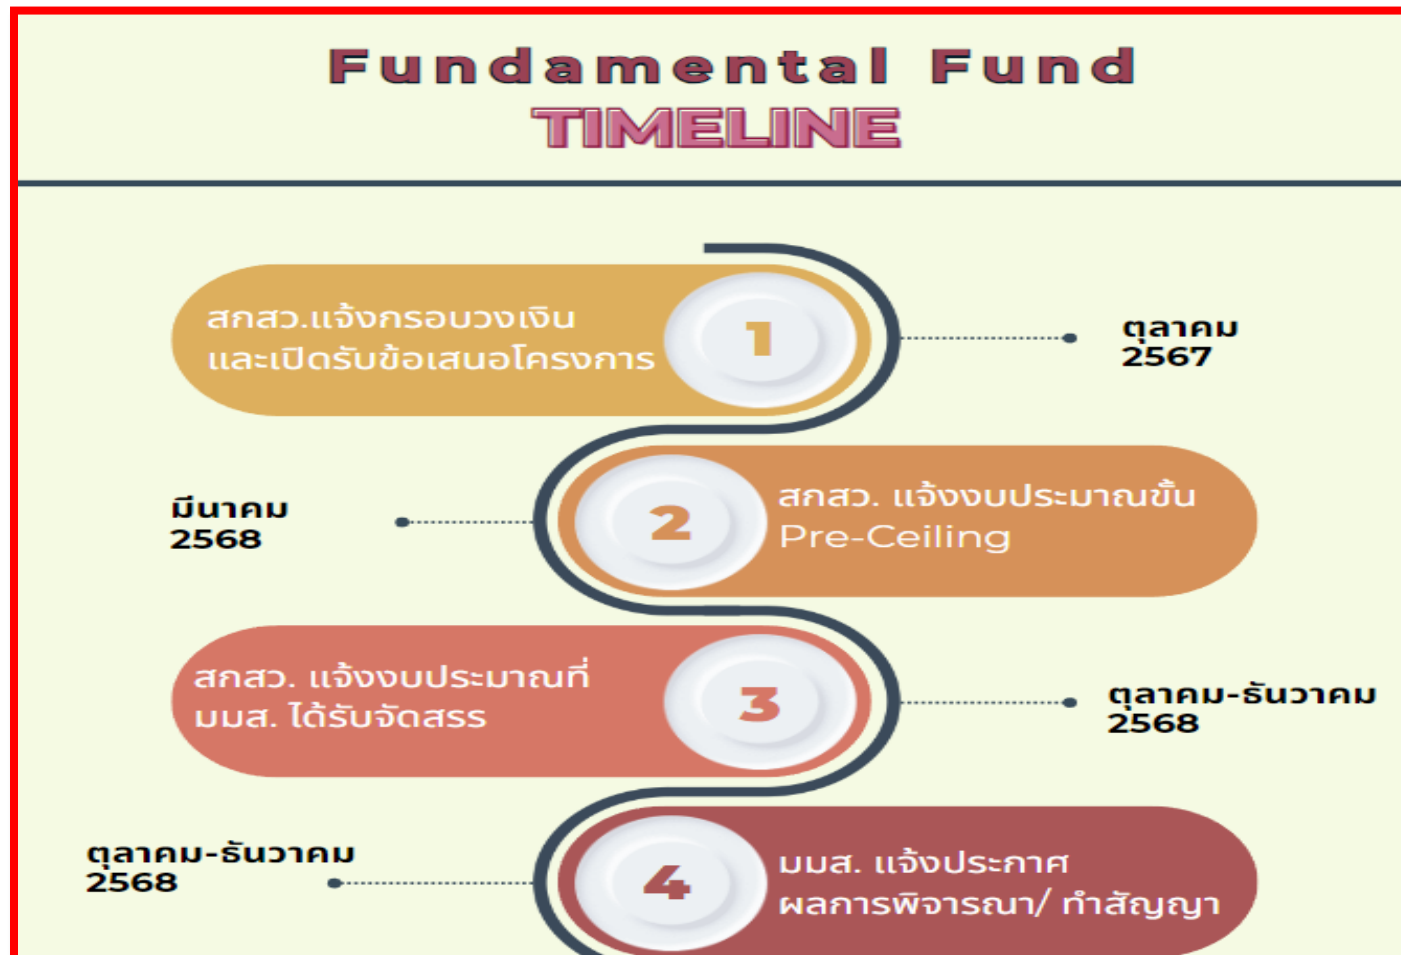 Fundamental Fund
TIMELINE
สกสว.แจ้งกรอบวงเงิน
และเปิดรับข้อเสนอโครงการ
1
ตุลาคม
2567
มีนาคม
2568
2
สกสว. แจ้งงบประมาณขั้น
Pre-Ceiling
สกสว. แจ้งงบประมาณที่
มมส. ได้รับจัดสรร
3
ตุลาคม-ธันวาคม
2568
ตุลาคม-ธันวาคม
2568
4
มมส. แจ้งประกาศ
ผลการพิจารณา/ ทำสัญญา